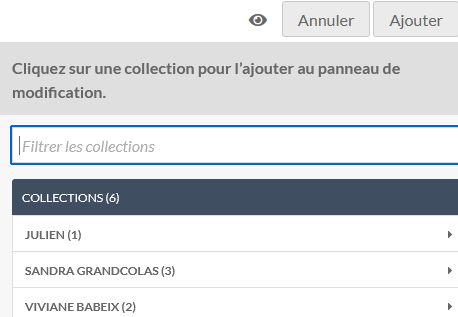 Annuler Ajouter
Cliquez sur une collection pour l’ajouter au panneau de
modification.
Filtrer les collections
COLLECTIONS (6)
JULIEN (1)
SANDRA GRANDCOLAS (3)
VIVIANE BABEIX (2)